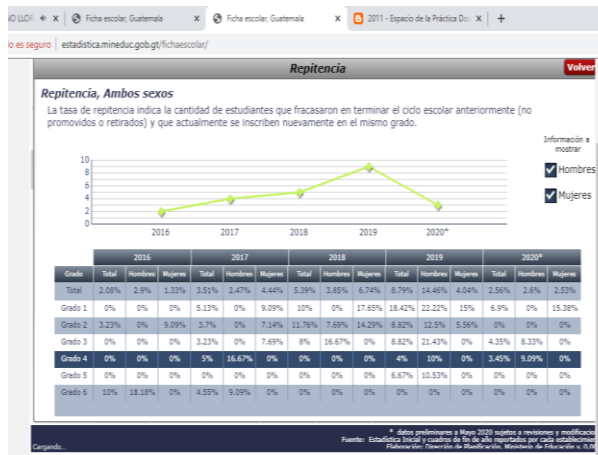 Ficha escolar, Guatemala x Ficha escolar, Guatemala x 2011 - Espacio de la Práctica Do x +
o es seguro estadistica.mineduc.gob.gt/fichaescolar/
Repitencia Volver
Repitencia, Ambos sexos
La tasa de repitencia indica la cantidad de estudiantes que fracasaron en terminar el ciclo escolar anteriormente (no
promovidos o retirados) y que actualmente se inscriben nuevamente en el mismo grado.
Información a
mostrar
Hombres
Mujeres
10
8
6
4
2
0
2016 2017 2018 2019 2020*
2016 2017 2018 2019 2020*
Grado Total Hombres Mujeres Total Hombres Mujeres Total Hombres Mujeres Total Hombres Mujeres Total Hombres Mujeres
Total 2.08% 2.9% 1.33% 3.51% 2.47% 4.44% 5.39% 3.85% 6.74% 8.79% 14.46% 4.04% 2.56% 2.6% 2.53%
Grado 1 0% 0% 0% 5.13% 0% 9.09% 10% 0% 17.65% 18.42% 22.22% 15% 6.9% 0% 15.38%
Grado 2 3.23% 0% 9.09% 3.7% 0% 7.14% 11.76% 7.69% 14.29% 8.82% 12.5% 5.56% 0% 0% 0%
Grado 3 0% 0% 0% 3.23% 0% 7.69% 8% 16.67% 0% 8.82% 21.43% 0% 4.35% 8.33% 0%
Grado 4 0% 0% 0% 5% 16.67% 0% 0% 0% 0% 4% 10% 0% 3.45% 9.09% 0%
Grado 5 0% 0% 0% 0% 0% 0% 0% 0% 0% 6.67% 10.53% 0% 0% 0% 0%
Grado 6 10% 18.18% 0% 4.55% 9.09% 0% 0% 0% 0% 0% 0% 0% 0% 0% 0%
* datos preliminares a Mayo 2020 sujetos a revisiones y modificacio
Fuente: Estadística Inicial y cuadros de fin de año reportados por cada establecimien
Cargando... Elaboración: Dirección de Planificación, Ministerio de Educación v. 0.0